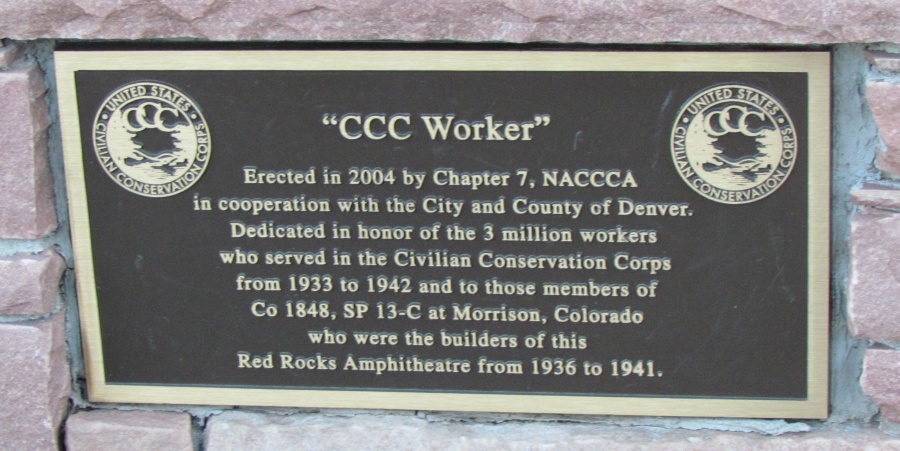 UNITED STATES
CCC
CIVILIAN CONSERVATION CORPS
UNITED STATES
CCC
CIVILIAN CONSERVATION CORPS
“CCC Worker”
Erected in 2004 by Chapter 7, NACCCA
in cooperation with the City and County of Denver.
Dedicated in honor of the 3 million workers
who served in the Civilian Conservation Corps
from 1933 to 1942 and to those members of
Co 1848, SP 13-C at Morrison, Colorado
who were the builders of this
Red Rocks Amphitheatre from 1936 to 1941.